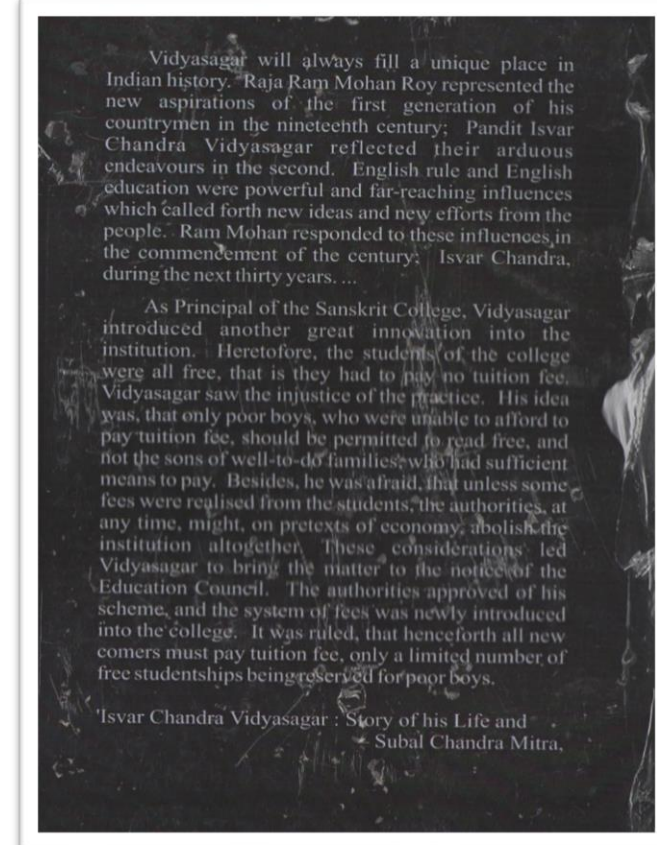 Vidyasagar will always fill a unique place in
Indian history. Raja Ram Mohan Roy represented the
new aspirations of the first generation of his
countrymen in the nineteenth century; Pandit Isvar
Chandra Vidyasagar reflected their arduous
endeavours in the second. English rule and English
education were powerful and far-reaching influences
which called forth new ideas and new efforts from the
people. Ram Mohan responded to these influences in
the commencement of the century; Isvar Chandra,
during the next thirty years. ...
As Principal of the Sanskrit College, Vidyasagar
introduced another great innovation into the
institution. Heretofore, the students of the college
were all free, that is they had to pay no tuition fee.
Vidyasagar saw the injustice of the practice. His idea
was, that only poor boys, who were unable to afford to
pay tuition fee, should be permitted to read free, and
not the sons of well-to-do families, who had sufficient
means to pay. Besides, he was afraid, that unless some
fees were realised from the students, the authorities, at
any time, might, on pretexts of economy, abolish the
institution altogether. These considerations led
Vidyasagar to bring the matter to the notice of the
Education Council. The authorities approved of his
scheme, and the system of fees was newly introduced
into the college. It was ruled, that henceforth all new
comers must pay tuition fee, only a limited number of
free studentships being reserved for poor boys.
'Isvar Chandra Vidyasagar : Story of his Life and
- Subal Chandra Mitra,